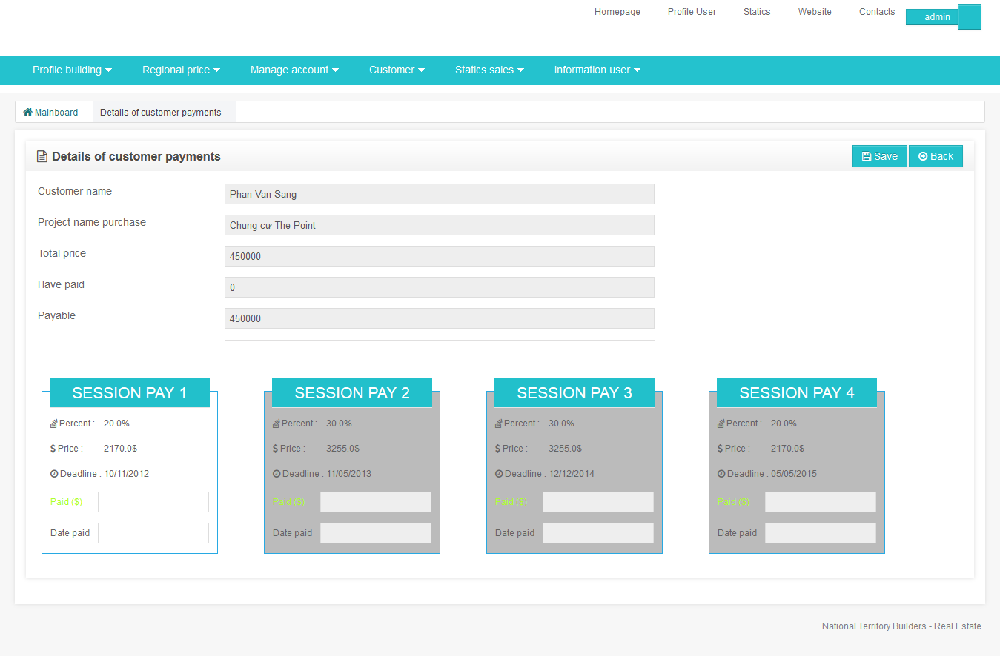 Homepage Profile User Statics Website Contacts admin
Profile building Regional price Manage account Customer Statics sales Information user
Mainboard Details of customer payments
Details of customer payments Save Back
Customer name Phan Van Sang
Project name purchase Chung cư The Point
Total price 450000
Have paid 0
Payable 450000
SESSION PAY 1 SESSION PAY 2 SESSION PAY 3 SESSION PAY 4
Percent : 20.0% Percent : 30.0% Percent : 30.0% Percent : 20.0%
$ Price : 2170.0$ $ Price : 3255.0$ $ Price : 3255.0$ $ Price : 2170.0$
Deadline : 10/11/2012 Deadline : 11/05/2013 Deadline : 12/12/2014 Deadline : 05/05/2015
Paid ($) Paid ($) Paid ($) Paid ($)
Date paid Date paid Date paid Date paid
National Territory Builders - Real Estate